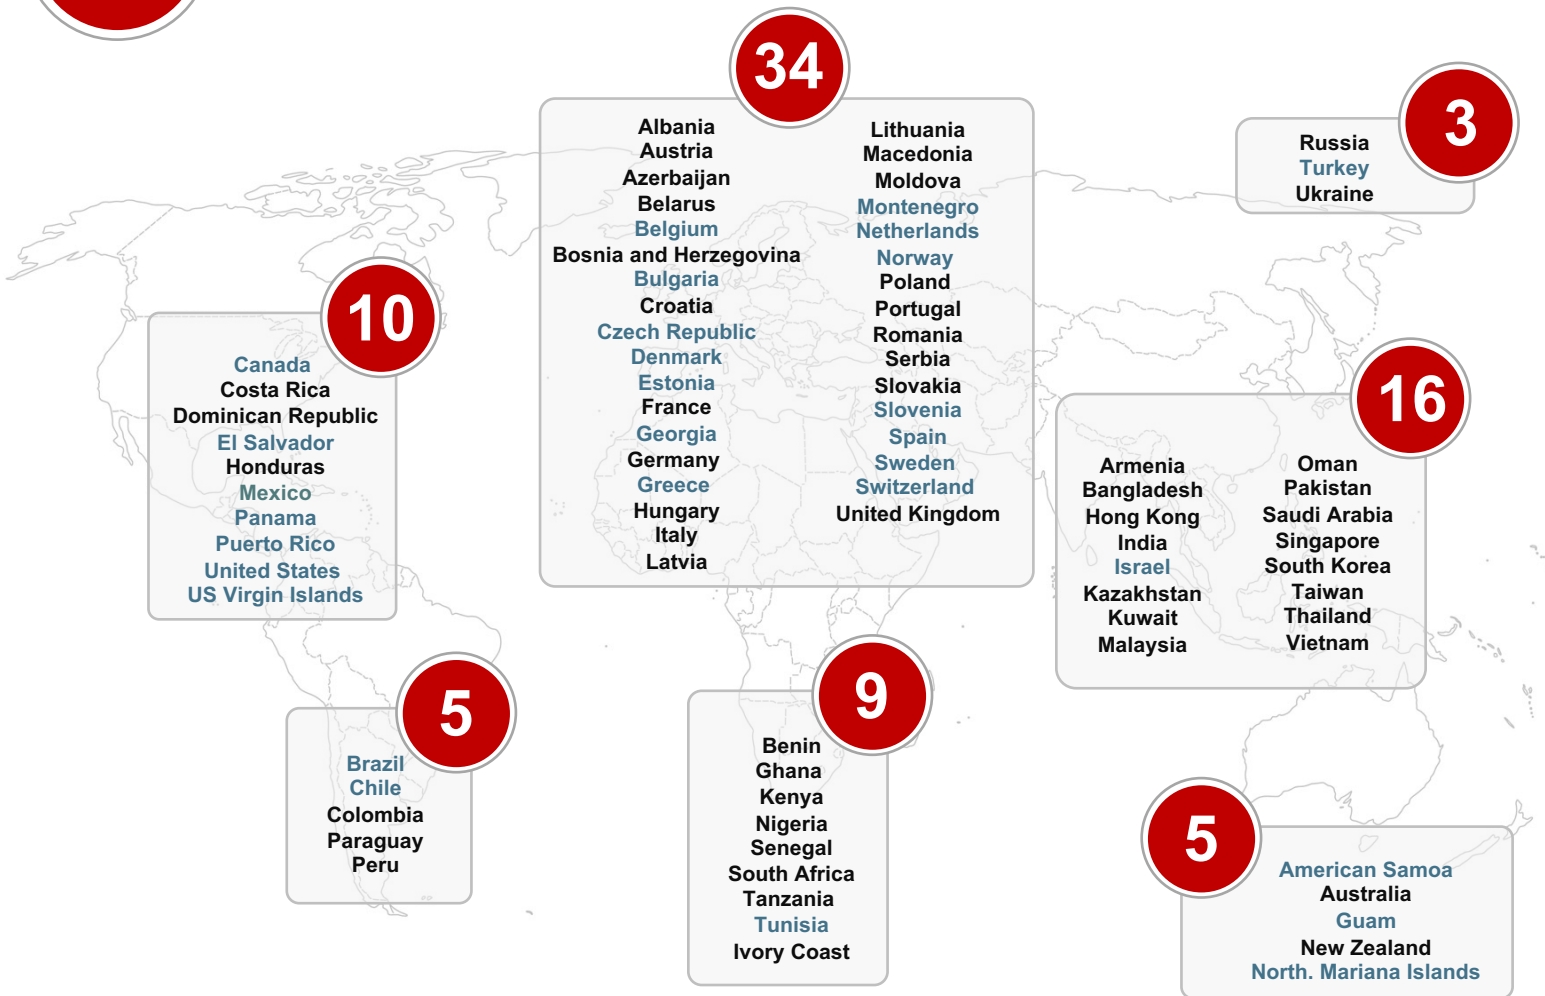 34
Albania
Austria
Azerbaijan
Belarus
Belgium
Bosnia and Herzegovina
Bulgaria
Croatia
Czech Republic
Denmark
Estonia
France
Georgia
Germany
Greece
Hungary
Italy
Latvia
Lithuania
Macedonia
Moldova
Montenegro
Netherlands
Norway
Poland
Portugal
Romania
Serbia
Slovakia
Slovenia
Spain
Sweden
Switzerland
United Kingdom
3
Russia
Turkey
Ukraine
10
Canada
Costa Rica
Dominican Republic
El Salvador
Honduras
Mexico
Panama
Puerto Rico
United States
US Virgin Islands
16
Armenia
Bangladesh
Hong Kong
India
Israel
Kazakhstan
Kuwait
Malaysia
Oman
Pakistan
Saudi Arabia
Singapore
South Korea
Taiwan
Thailand
Vietnam
5
Brazil
Chile
Colombia
Paraguay
Peru
9
Benin
Ghana
Kenya
Nigeria
Senegal
South Africa
Tanzania
Tunisia
Ivory Coast
5
American Samoa
Australia
Guam
New Zealand
North. Mariana Islands